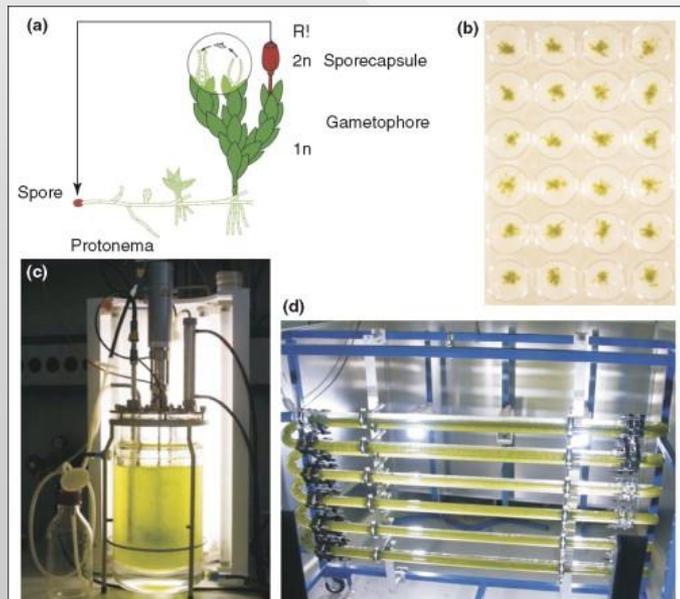 (a)
R!
2n Sporecapsule
Gametophore
1n
Spore
Protonema
(b)
(c)
(d)